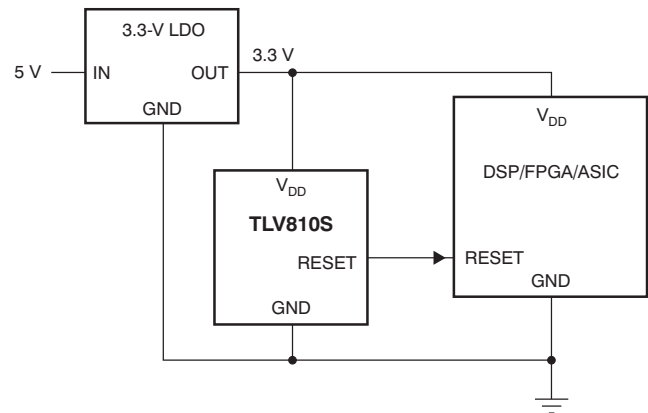 3.3-V LDO
5 V
IN
OUT
3.3 V
GND
V_DD
DSP/FPGA/ASIC
V_DD
TLV810S
RESET
RESET
GND
GND